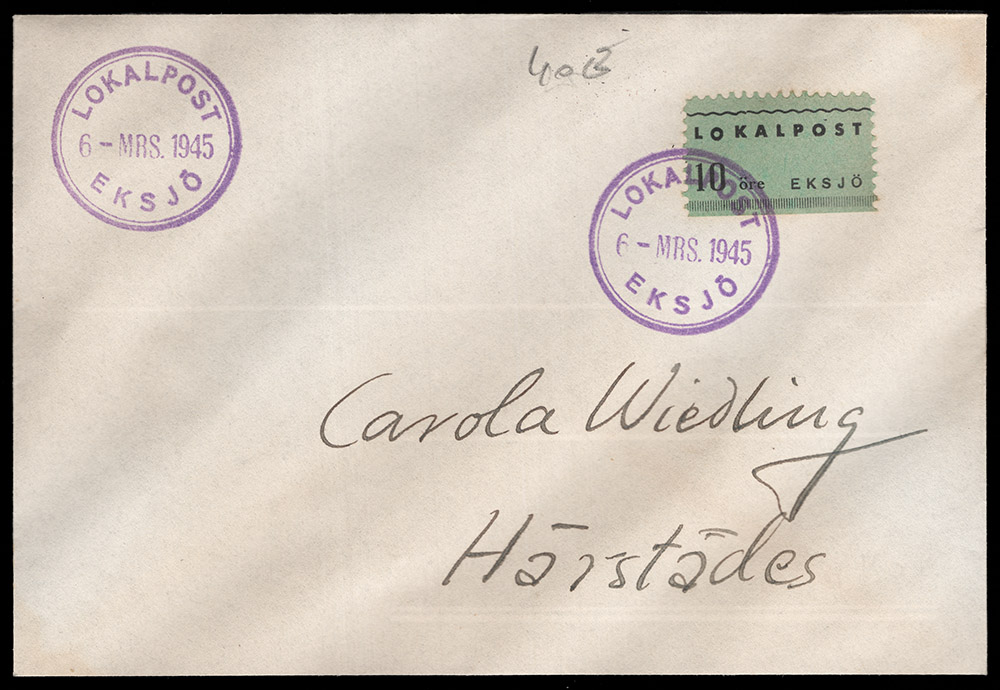 LOKALPOST
6 - MRS. 1945
EKSJÖ
LOKALPOST
10 öre EKSJÖ
LOKALPOST
6 - MRS. 1945
EKSJÖ
Carola Wiedling
Härstädes